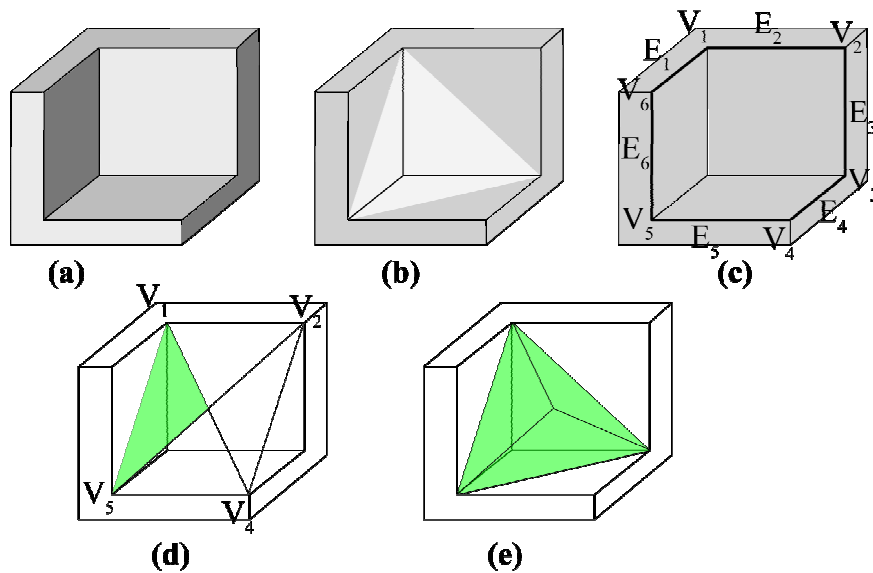 V1 E2 V2
E1
V6
E3
E6
V3
V5 E5 V4 E4
(a) (b) (c)
V1 V2
V5
V4
(d) (e)